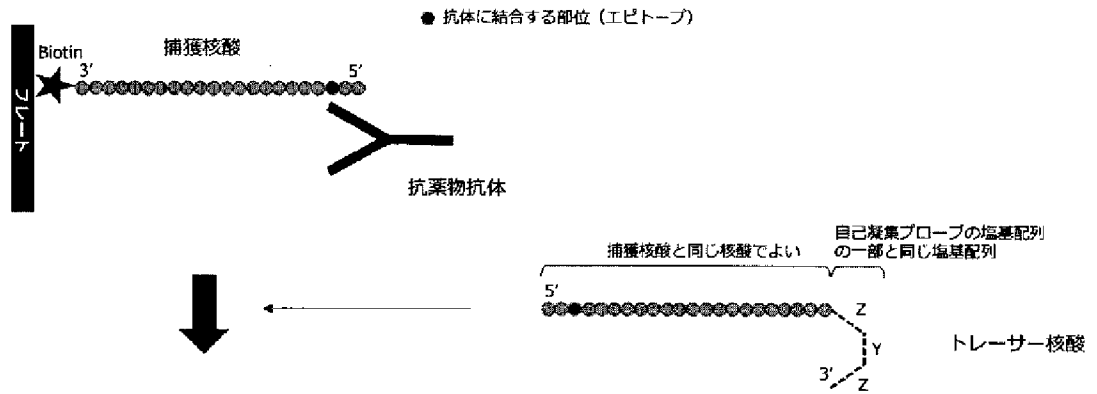 ● 抗体に結合する部位（エピトープ）
Biotin
捕獲核酸
3’
5’
プレート
抗薬物抗体
自己凝集プローブの塩基配列
の一部と同じ塩基配列
捕獲核酸と同じ核酸でよい
5’
Z
Y
トレーサー核酸
3’
Z